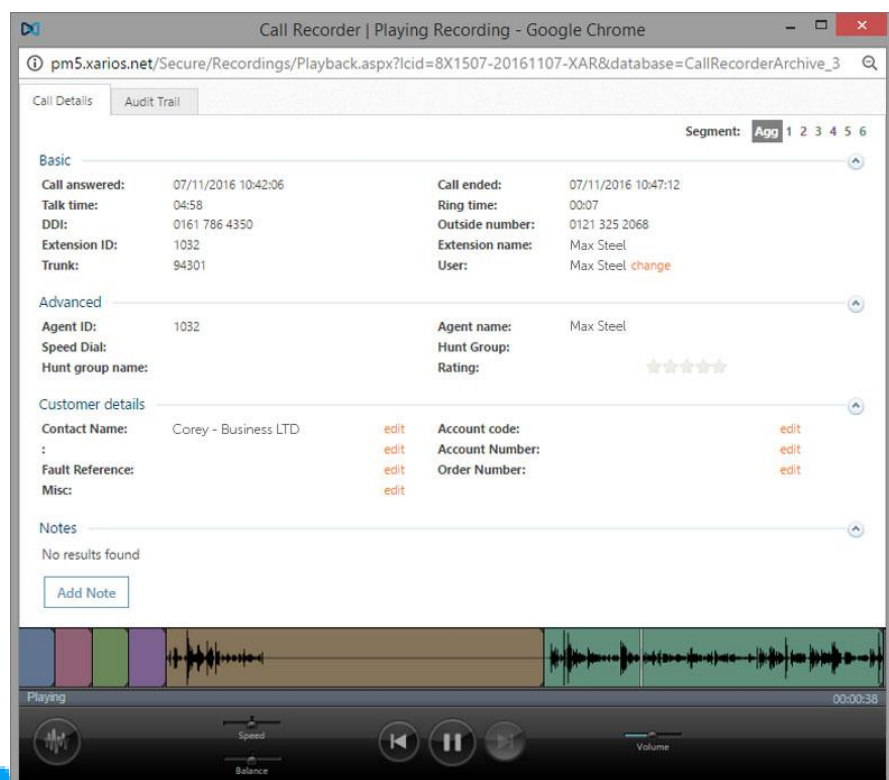 Call Recorder | Playing Recording - Google Chrome
pm5.xarios.net/Secure/Recordings/Playback.aspx?lcid=8X1507-20161107-XAR&database=CallRecorderArchive_3
Call Details Audit Trail
Segment: Agg 1 2 3 4 5 6
Basic
Call answered: 07/11/2016 10:42:06 Call ended: 07/11/2016 10:47:12
Talk time: 04:58 Ring time: 00:07
DDI: 0161 786 4350 Outside number: 0121 325 2068
Extension ID: 1032 Extension name: Max Steel
Trunk: 94301 User: Max Steel change
Advanced
Agent ID: 1032 Agent name: Max Steel
Speed Dial: Hunt Group:
Hunt group name: Rating:
Customer details
Contact Name: Corey - Business LTD edit Account code: edit
: edit Account Number: edit
Fault Reference: edit Order Number: edit
Misc: edit
Notes
No results found
Add Note
Playing 00:00:38
Speed
Volume
Balance